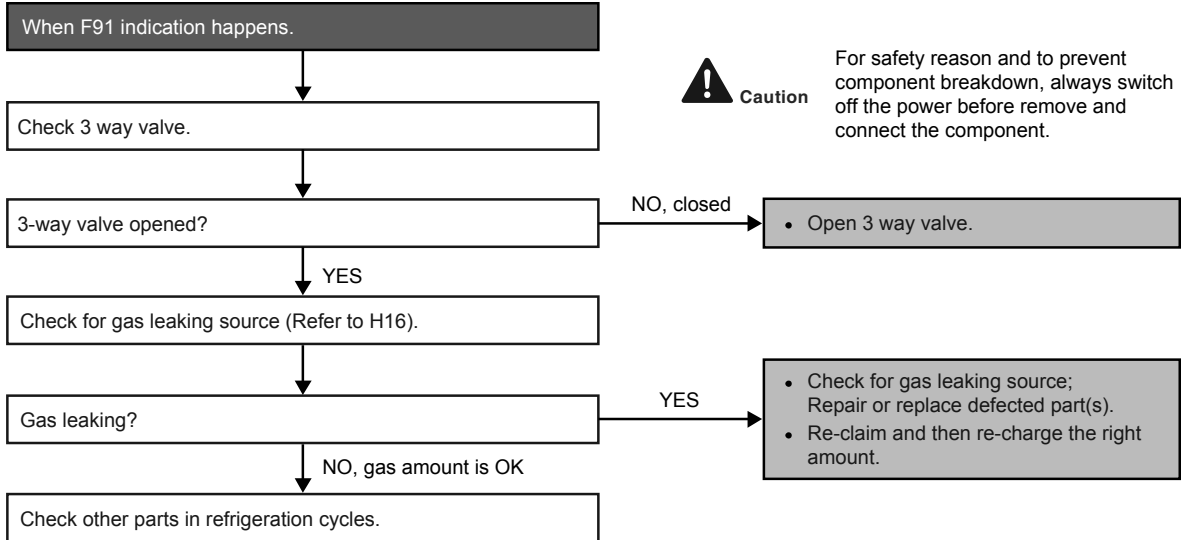 When F91 indication happens.
Caution
For safety reason and to prevent
component breakdown, always switch
off the power before remove and
connect the component.
Check 3 way valve.
3-way valve opened?
NO, closed
• Open 3 way valve.
YES
Check for gas leaking source (Refer to H16).
Gas leaking?
YES
• Check for gas leaking source;
Repair or replace defected part(s).
• Re-claim and then re-charge the right
amount.
NO, gas amount is OK
Check other parts in refrigeration cycles.